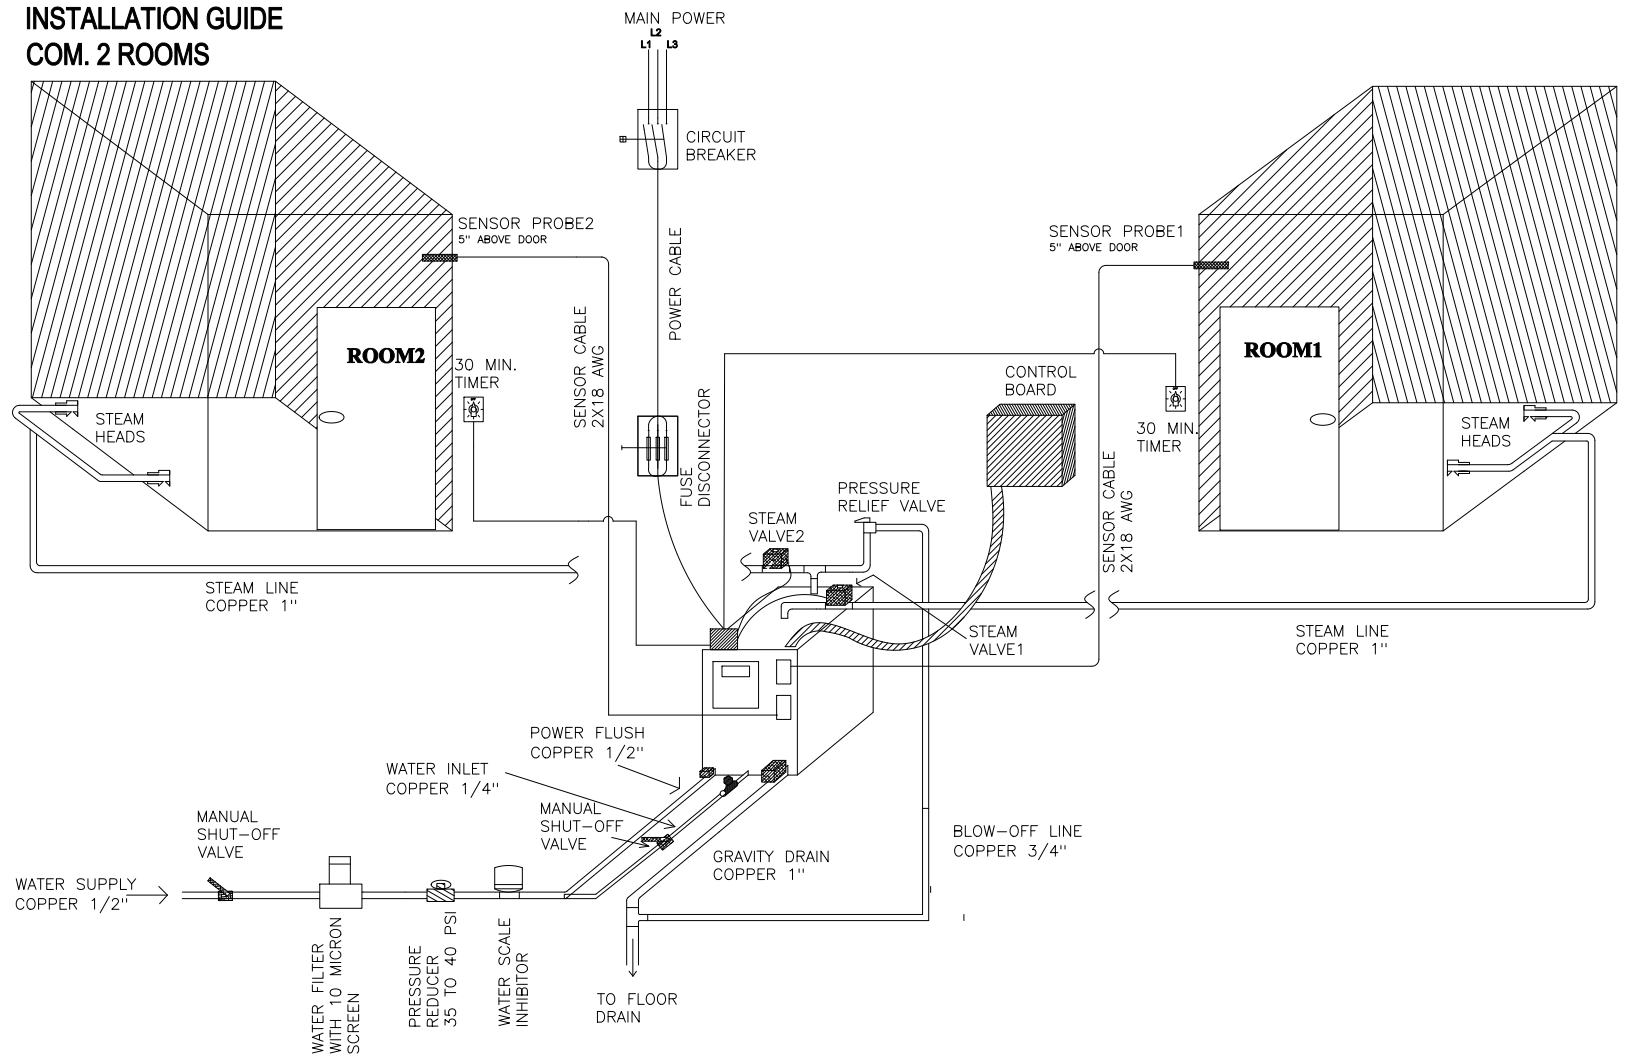 INSTALLATION GUIDE
COM. 2 ROOMS
MAIN POWER
L2
L1
L3
CIRCUIT
BREAKER
SENSOR PROBE2
5" ABOVE DOOR
SENSOR PROBE1
5" ABOVE DOOR
POWER CABLE
SENSOR CABLE
2X18 AWG
ROOM2
ROOM1
30 MIN.
TIMER
CONTROL
BOARD
FUSE
DISCONNECTOR
STEAM
HEADS
30 MIN.
TIMER
STEAM
HEADS
SENSOR CABLE
2X18 AWG
PRESSURE
RELIEF VALVE
STEAM
VALVE2
STEAM LINE
COPPER 1"
STEAM
VALVE1
STEAM LINE
COPPER 1"
POWER FLUSH
COPPER 1/2"
WATER INLET
COPPER 1/4"
MANUAL
SHUT-OFF
VALVE
MANUAL
SHUT-OFF
VALVE
BLOW-OFF LINE
COPPER 3/4"
GRAVITY DRAIN
COPPER 1"
WATER SUPPLY
COPPER 1/2"
WATER FILTER
WITH 10 MICRON
SCREEN
PRESSURE
REDUCER
35 TO 40 PSI
WATER SCALE
INHIBITOR
TO FLOOR
DRAIN